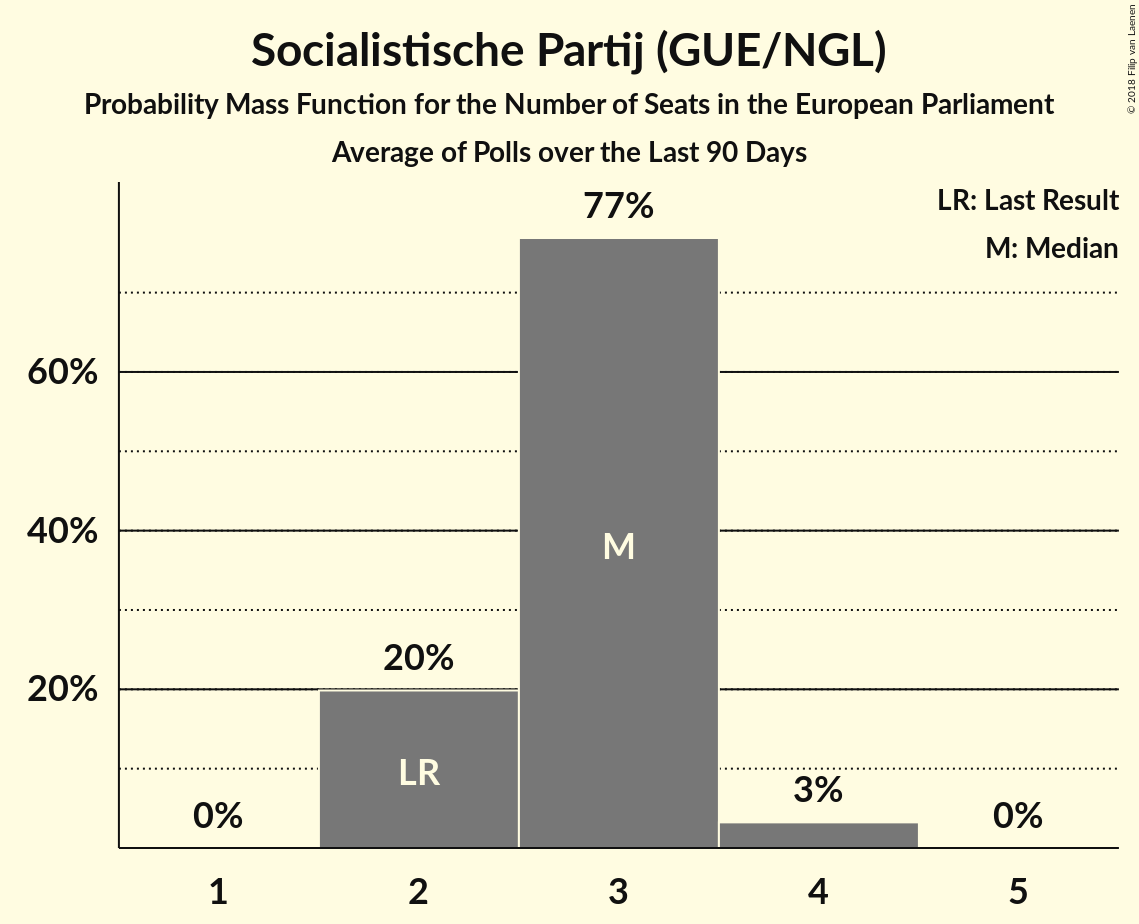 Socialistische Partij (GUE/NGL)
Probability Mass Function for the Number of Seats in the European Parliament
Average of Polls over the Last 90 Days
© 2018 Filip van Laenen
LR: Last Result
M: Median
77%
60%
40%
M
20%
20%
LR
3%
0%
0%
1
2
3
4
5